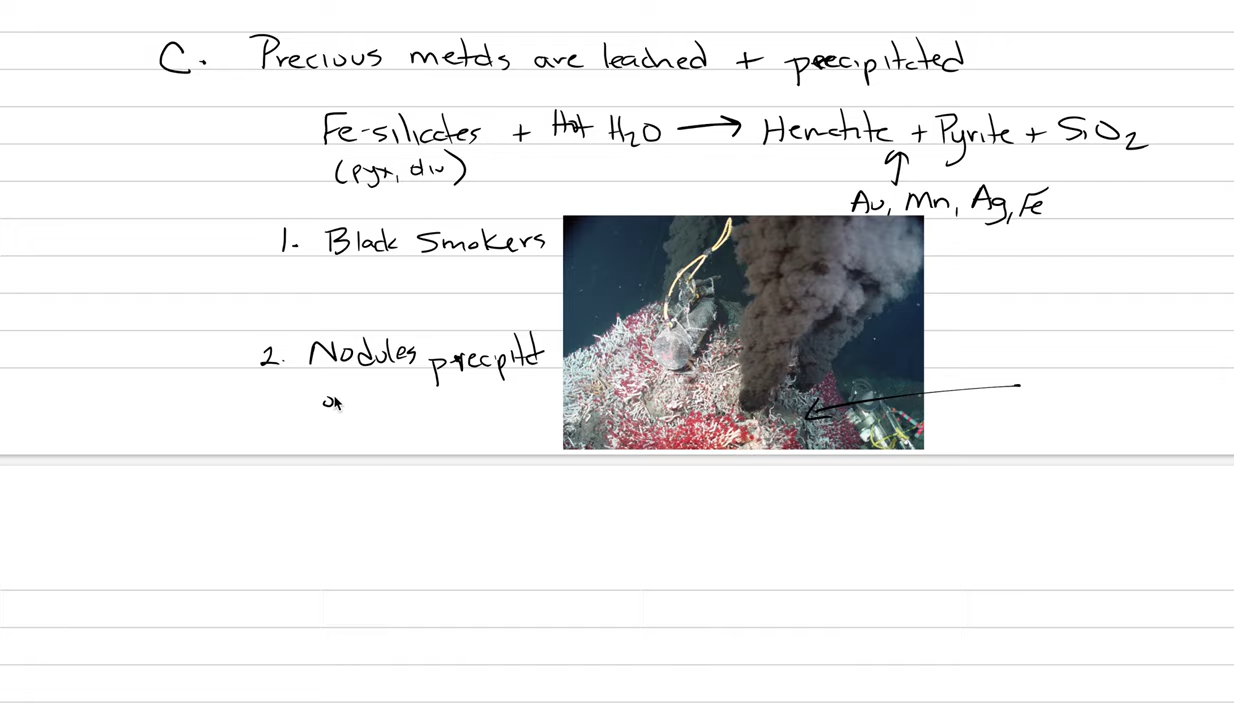 C. Precious metals are leached + precipitated
Fe-silicates + Hot H2O → Hematite + Pyrite + SiO2
(pyx, oliv)
Au, Mn, Ag, Fe
1. Black Smokers
2. Nodules precipitat